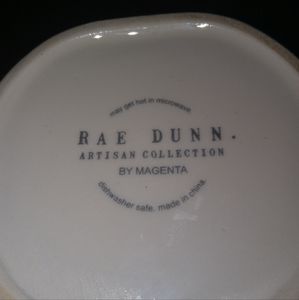 may get hot in microwave
RAE DUNN.
ARTISAN COLLECTION
BY MAGENTA
dishwasher safe. made in china.